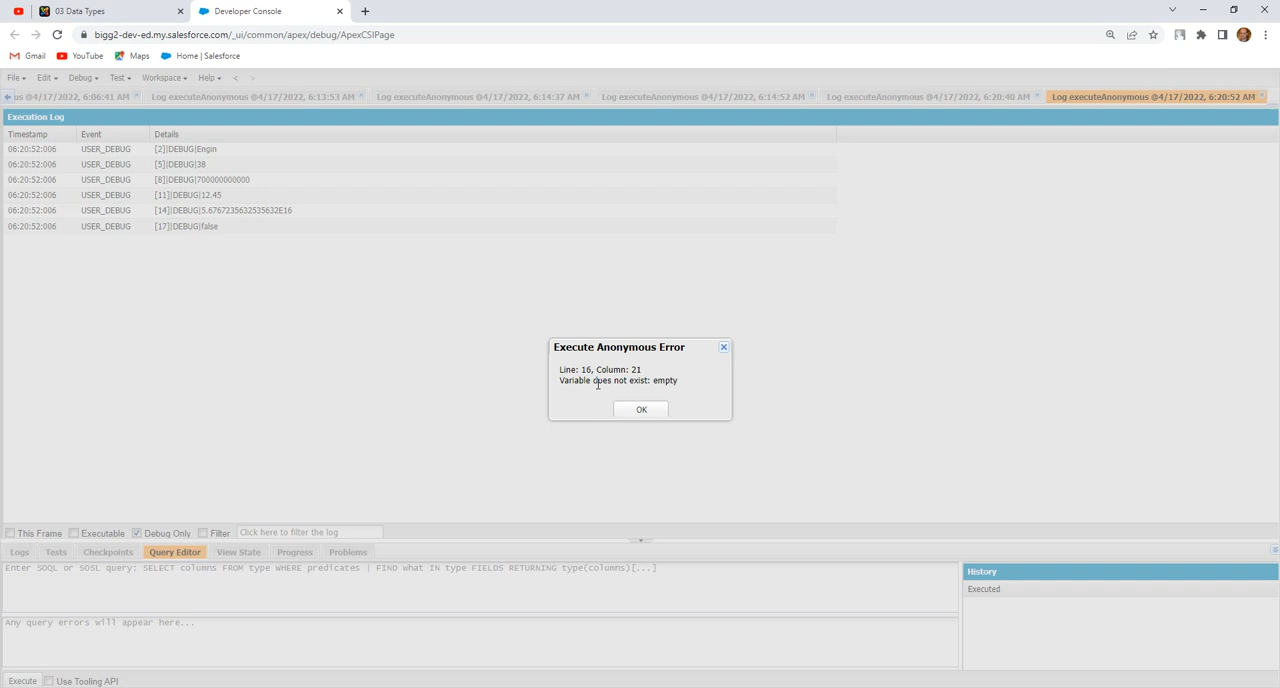 03 Data Types
Developer Console
bigg2-dev-ed.my.salesforce.com/_ui/common/apex/debug/ApexCSIPage
Gmail YouTube Maps Home | Salesforce
File Edit Debug Test Workspace Help < >
us @4/17/2022, 6:06:41 AM Log executeAnonymous @4/17/2022, 6:13:53 AM Log executeAnonymous @4/17/2022, 6:14:37 AM Log executeAnonymous @4/17/2022, 6:14:52 AM Log executeAnonymous @4/17/2022, 6:20:40 AM Log executeAnonymous @4/17/2022, 6:20:52 AM
Execution Log
Timestamp Event Details
06:20:52:006 USER_DEBUG [2]|DEBUG|Engin
06:20:52:006 USER_DEBUG [5]|DEBUG|38
06:20:52:006 USER_DEBUG [8]|DEBUG|700000000000
06:20:52:006 USER_DEBUG [11]|DEBUG|12.45
06:20:52:006 USER_DEBUG [14]|DEBUG|5.6767235632535632E16
06:20:52:006 USER_DEBUG [17]|DEBUG|false
Execute Anonymous Error
Line: 16, Column: 21
Variable does not exist: empty
OK
This Frame Executable Debug Only Filter Click here to filter the log
Logs Tests Checkpoints Query Editor View State Progress Problems
Enter SOQL or SOSL query: SELECT columns FROM type WHERE predicates | FIND what IN type FIELDS RETURNING type(columns)[...]
History
Executed
Any query errors will appear here...
Execute Use Tooling API